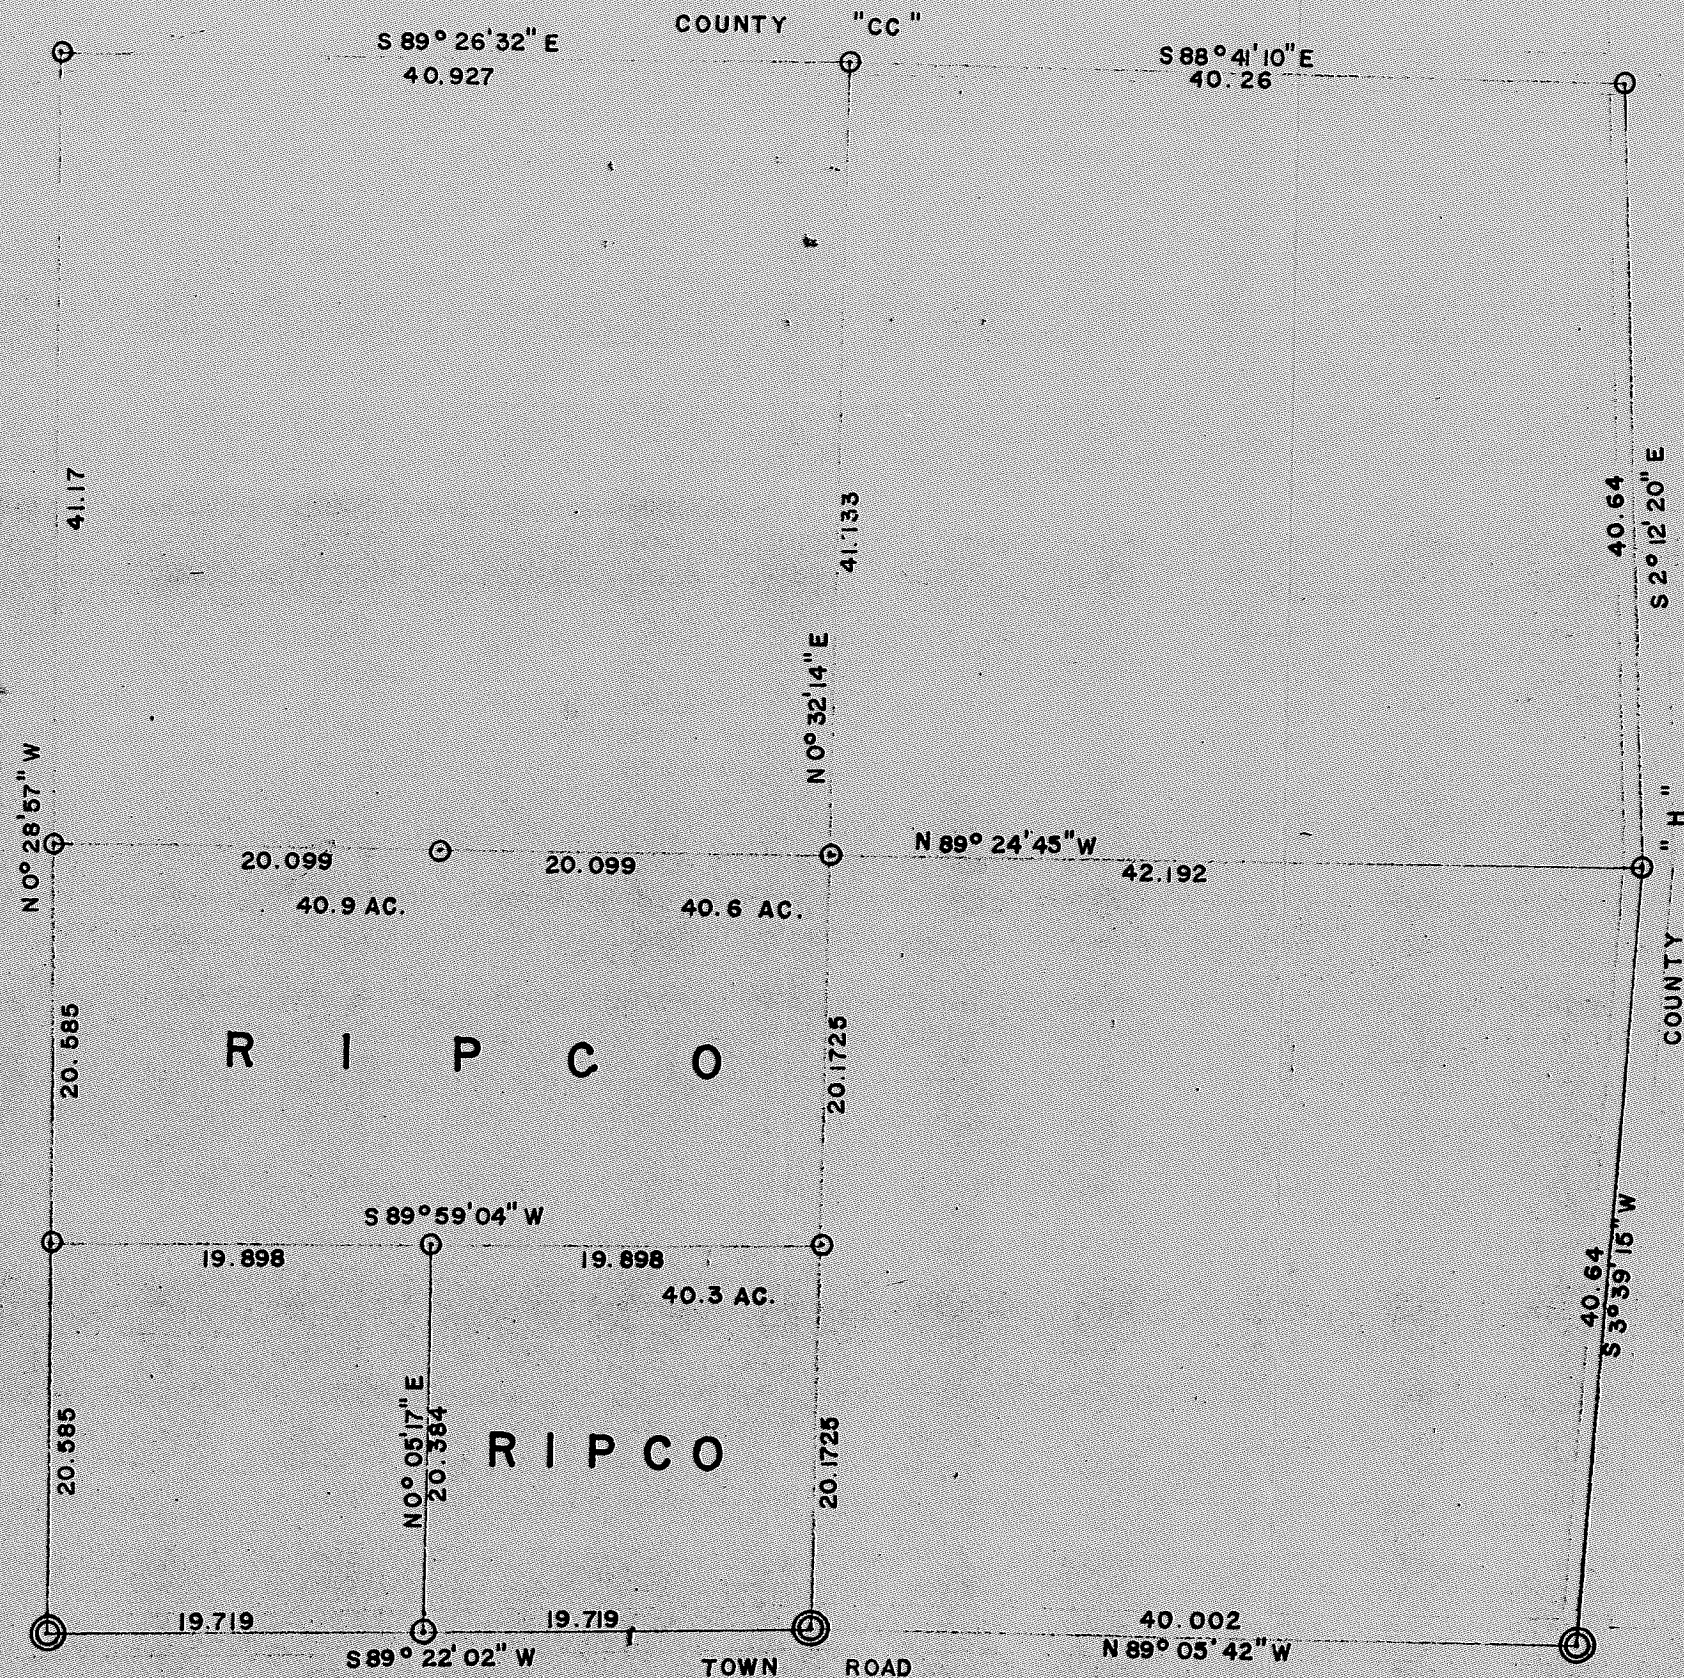 COUNTY "CC"
S 89° 26' 32" E
40.927
S 88° 41' 10" E
40.26
41.17
41.133
40.64
S 2° 12' 20" E
N 0° 32' 14" E
N 0° 28' 57" W
COUNTY "H"
20.099
20.099
N 89° 24' 45" W
42.192
40.9 AC.
40.6 AC.
20.585
R I P C O
20.1725
S 89° 59' 04" W
19.898
19.898
40.3 AC.
40.64
S 3° 39' 15" W
20.585
N 0° 05' 17" E
20.384
RIPCO
20.1725
19.719
19.719
40.002
S 89° 22' 02" W
N 89° 05' 42" W
TOWN ROAD